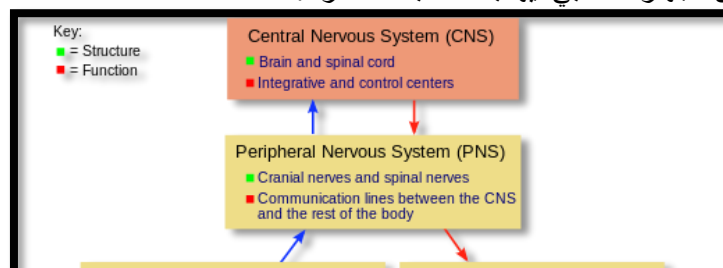 Key:
= Structure
= Function
Central Nervous System (CNS)
Brain and spinal cord
Integrative and control centers
Peripheral Nervous System (PNS)
Cranial nerves and spinal nerves
Communication lines between the CNS
and the rest of the body